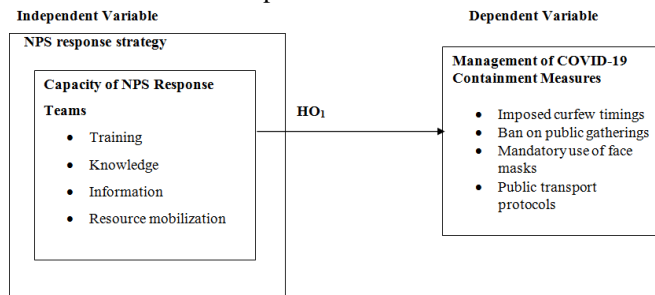 Independent Variable
Dependent Variable
NPS response strategy
Capacity of NPS Response
Teams
• Training
• Knowledge
• Information
• Resource mobilization
HO1
Management of COVID-19
Containment Measures
• Imposed curfew timings
• Ban on public gatherings
• Mandatory use of face
masks
• Public transport
protocols